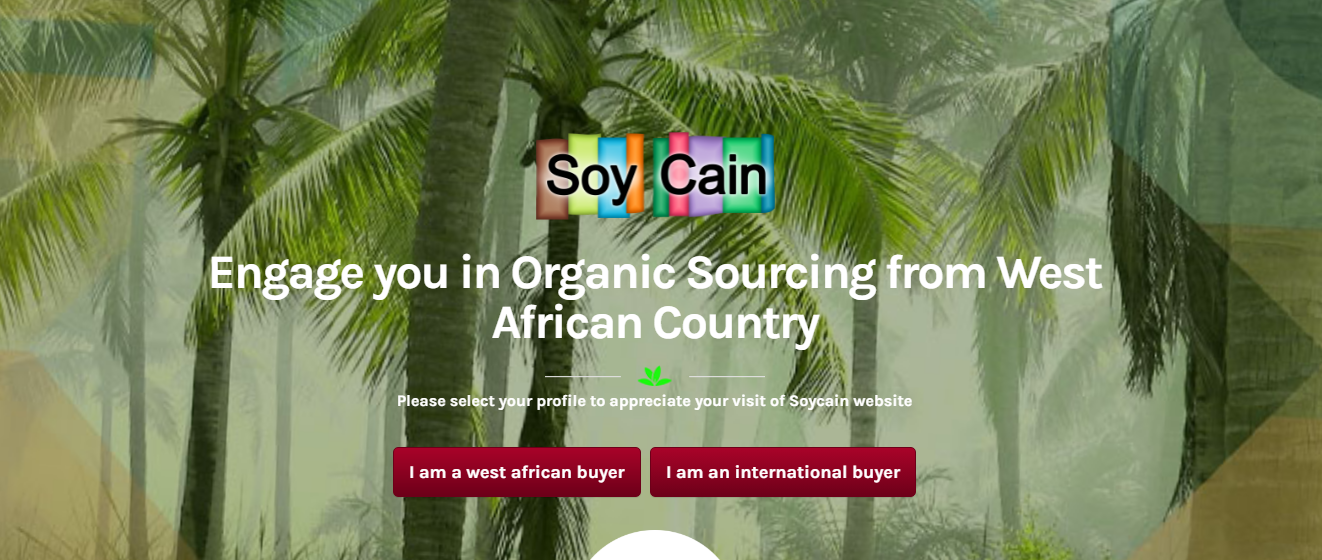 Soy Cain
Engage you in Organic Sourcing from West
African Country
Please select your profile to appreciate your visit of Soycain website
I am a west african buyer
I am an international buyer